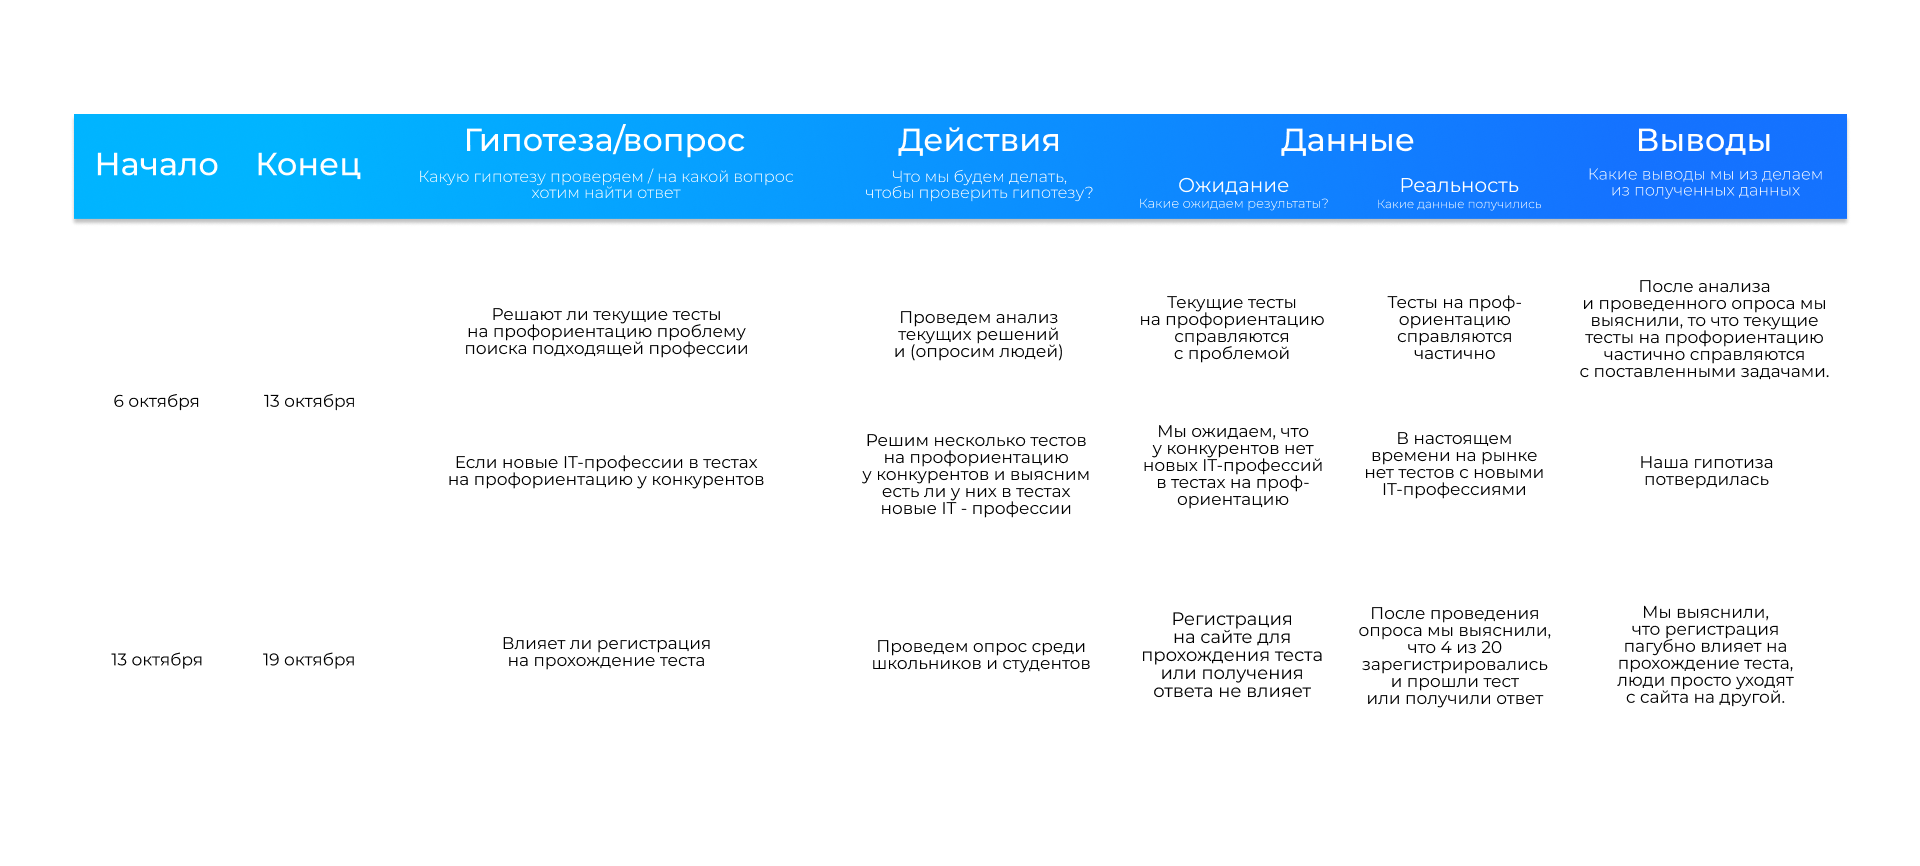 Начало
Конец
Гипотеза/вопрос
Какую гипотезу проверяем / на какой вопрос
хотим найти ответ
Действия
Что мы будем делать,
чтобы проверить гипотезу?
Данные
Ожидание
Какие ожидаем результаты?
Реальность
Какие данные получились
Выводы
Какие выводы мы из делаем
из полученных данных
6 октября
13 октября
Решают ли текущие тесты
на профориентацию проблему
поиска подходящей профессии
Проведем анализ
текущих решений
и (опросим людей)
Текущие тесты
на профориентацию
справляются
с проблемой
Тесты на проф-
ориентацию
справляются
частично
После анализа
и проведенного опроса мы
выяснили, то что текущие
тесты на профориентацию
частично справляются
с поставленными задачами.
Если новые IT-профессии в тестах
на профориентацию у конкурентов
Решим несколько тестов
на профориентацию
у конкурентов и выясним
есть ли у них в тестах
новые IT - профессии
Мы ожидаем, что
у конкурентов нет
новых IT-профессий
в тестах на проф-
ориентацию
В настоящем
времени на рынке
нет тестов с новыми
IT-профессиями
Наша гипотиза
потвердилась
13 октября
19 октября
Влияет ли регистрация
на прохождение теста
Проведем опрос среди
школьников и студентов
Регистрация
на сайте для
прохождения теста
или получения
ответа не влияет
После проведения
опроса мы выяснили,
что 4 из 20
зарегистрировались
и прошли тест
или получили ответ
Мы выяснили,
что регистрация
пагубно влияет на
прохождение теста,
люди просто уходят
с сайта на другой.